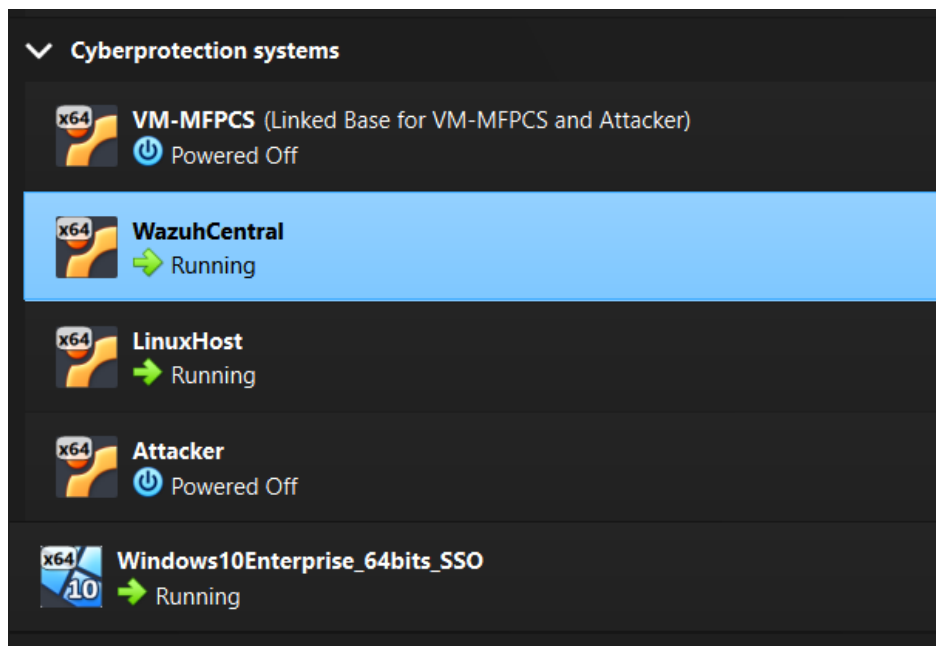 Cyberprotection systems
x64
VM-MFPCS (Linked Base for VM-MFPCS and Attacker)
Powered Off
x64
WazuhCentral
Running
x64
LinuxHost
Running
x64
Attacker
Powered Off
x64
10
Windows10Enterprise_64bits_SSO
Running